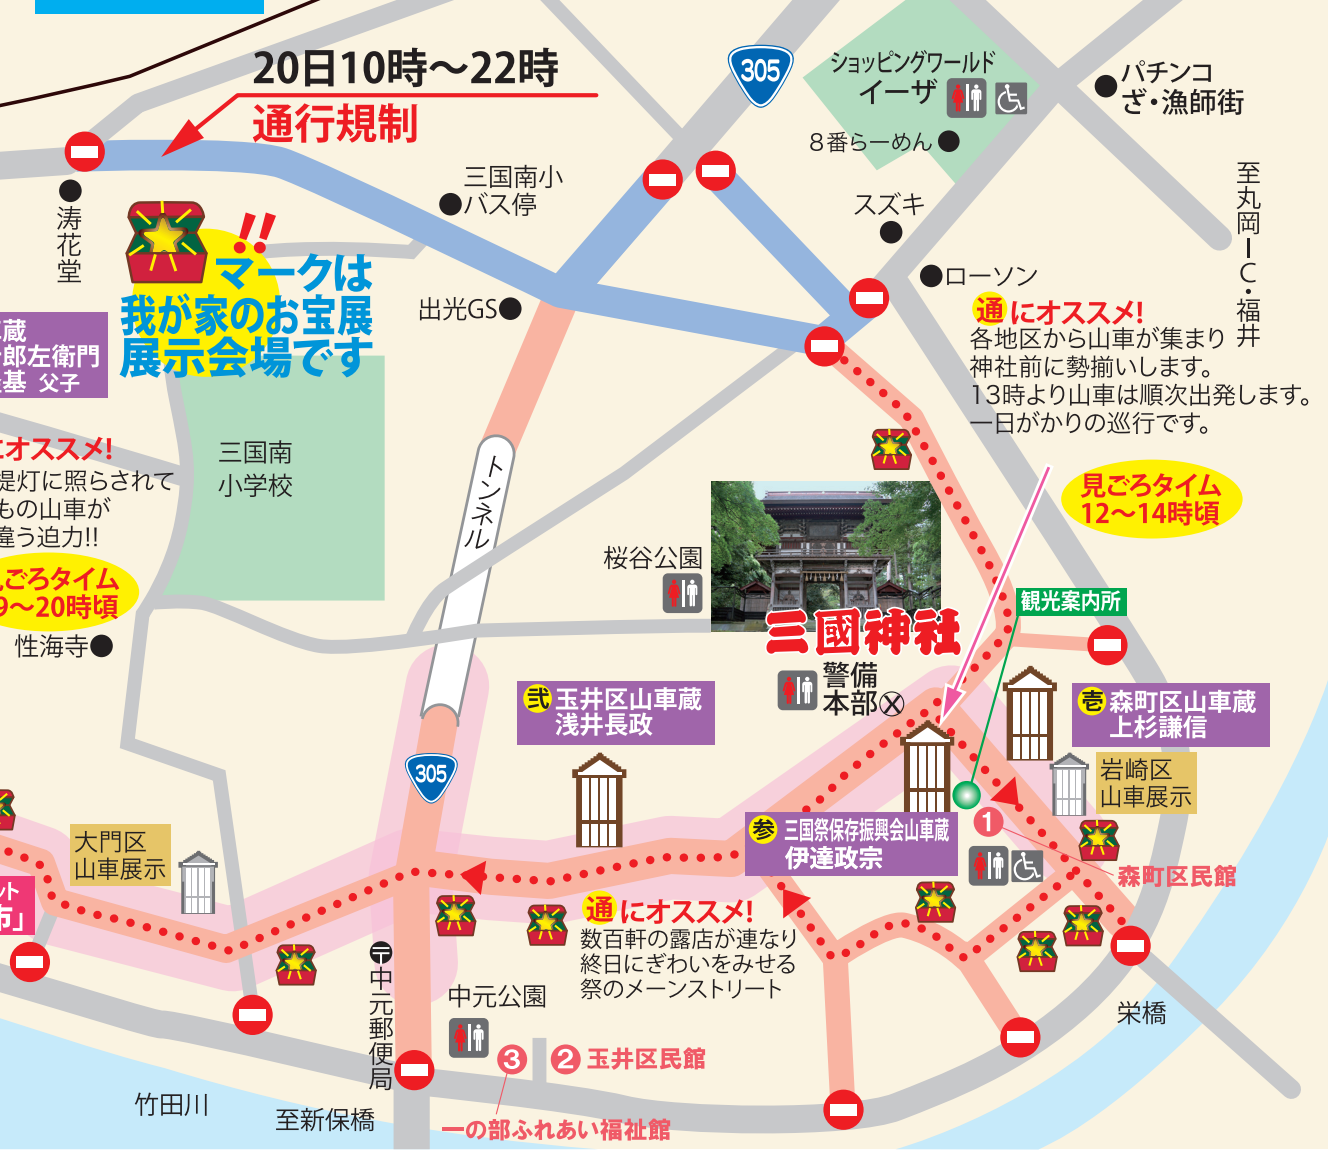 20日10時〜22時
通行規制
305
ショッピングワールド
イーザ
8番らーめん
パチンコ
ざ・漁師街
至丸岡IC・福井
スズキ
ローソン
三国南小
バス停
涛花堂
!!
マークは
我が家のお宝展
展示会場です
出光GS
蔵
郎左衛門
基 父子
にオススメ!
提灯に照らされて
もの山車が
違う迫力!!
見ごろタイム
9〜20時頃
性海寺
三国南
小学校
トンネル
通にオススメ!
各地区から山車が集まり
神社前に勢揃いします。
13時より山車は順次出発します。
一日がかりの巡行です。
見ごろタイム
12〜14時頃
桜谷公園
三國神社
観光案内所
警備
本部
弐 玉井区山車蔵
浅井長政
壱 森町区山車蔵
上杉謙信
岩崎区
山車展示
305
参 三国祭保存振興会山車蔵
伊達政宗
1
森町区民館
大門区
山車展示
ット
市」
通にオススメ!
数百軒の露店が連なり
終日にぎわいをみせる
祭のメーンストリート
〒中元郵便局
中元公園
3
2 玉井区民館
一の部ふれあい福祉館
栄橋
竹田川
至新保橋